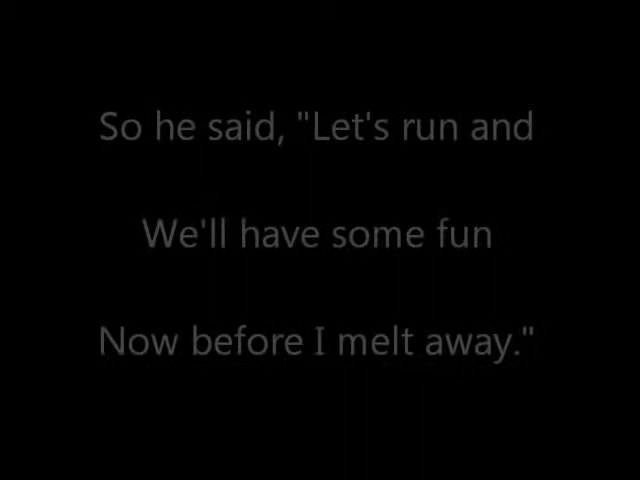 So he said, "Let's run and
We'll have some fun
Now before I melt away."